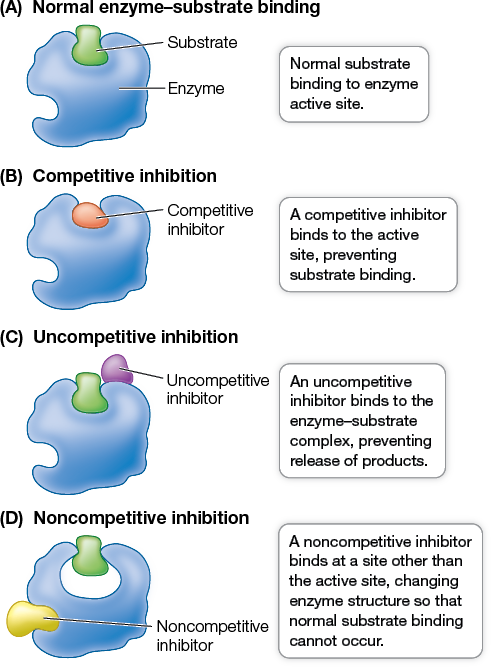 (A) Normal enzyme–substrate binding
Substrate
Enzyme
Normal substrate
binding to enzyme
active site.
(B) Competitive inhibition
Competitive
inhibitor
A competitive inhibitor
binds to the active
site, preventing
substrate binding.
(C) Uncompetitive inhibition
Uncompetitive
inhibitor
An uncompetitive
inhibitor binds to the
enzyme–substrate
complex, preventing
release of products.
(D) Noncompetitive inhibition
Noncompetitive
inhibitor
A noncompetitive inhibitor
binds at a site other than
the active site, changing
enzyme structure so that
normal substrate binding
cannot occur.